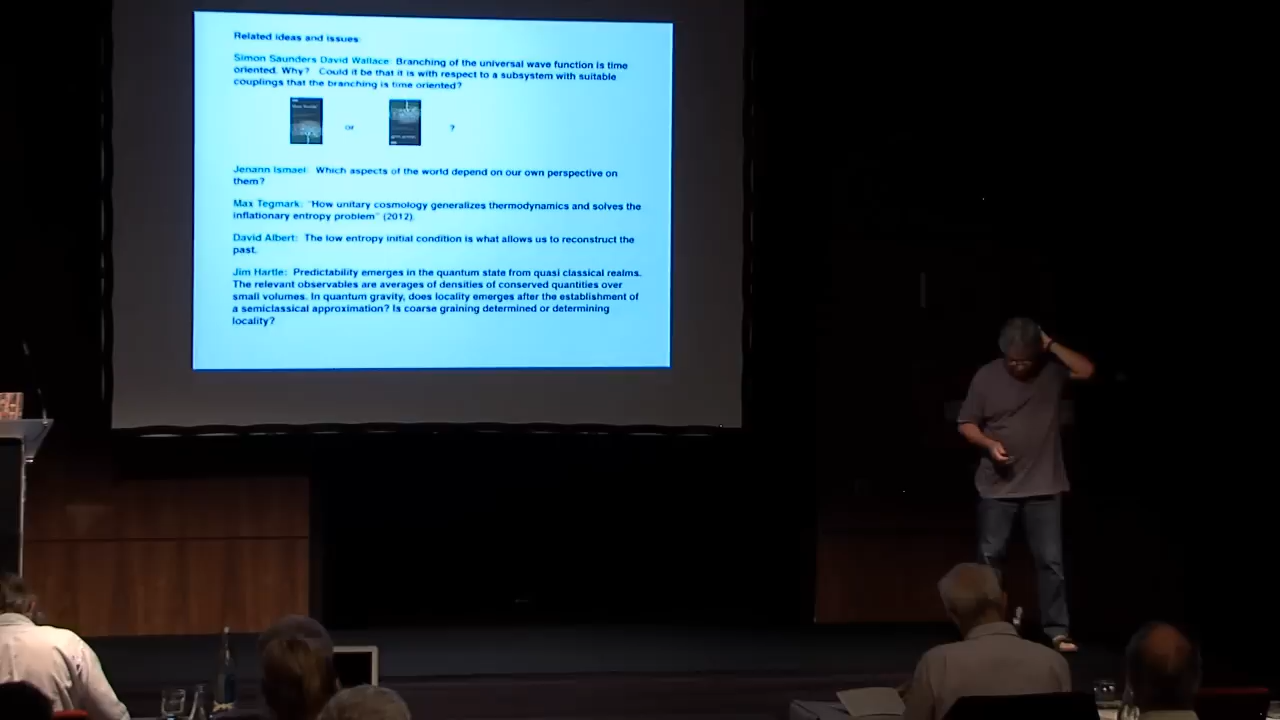 Related ideas and issues:
Simon Saunders David Wallace: Branching of the universal wave function is time
oriented. Why? Could it be that it is with respect to a subsystem with suitable
couplings that the branching is time oriented?
or ?
Jenann Ismael: Which aspects of the world depend on our own perspective on
them?
Max Tegmark: "How unitary cosmology generalizes thermodynamics and solves the
inflationary entropy problem" (2012).
David Albert: The low entropy initial condition is what allows us to reconstruct the
past.
Jim Hartle: Predictability emerges in the quantum state from quasi classical realms.
The relevant observables are averages of densities of conserved quantities over
small volumes. In quantum gravity, does locality emerges after the establishment of
a semiclassical approximation? Is coarse graining determined or determining
locality?